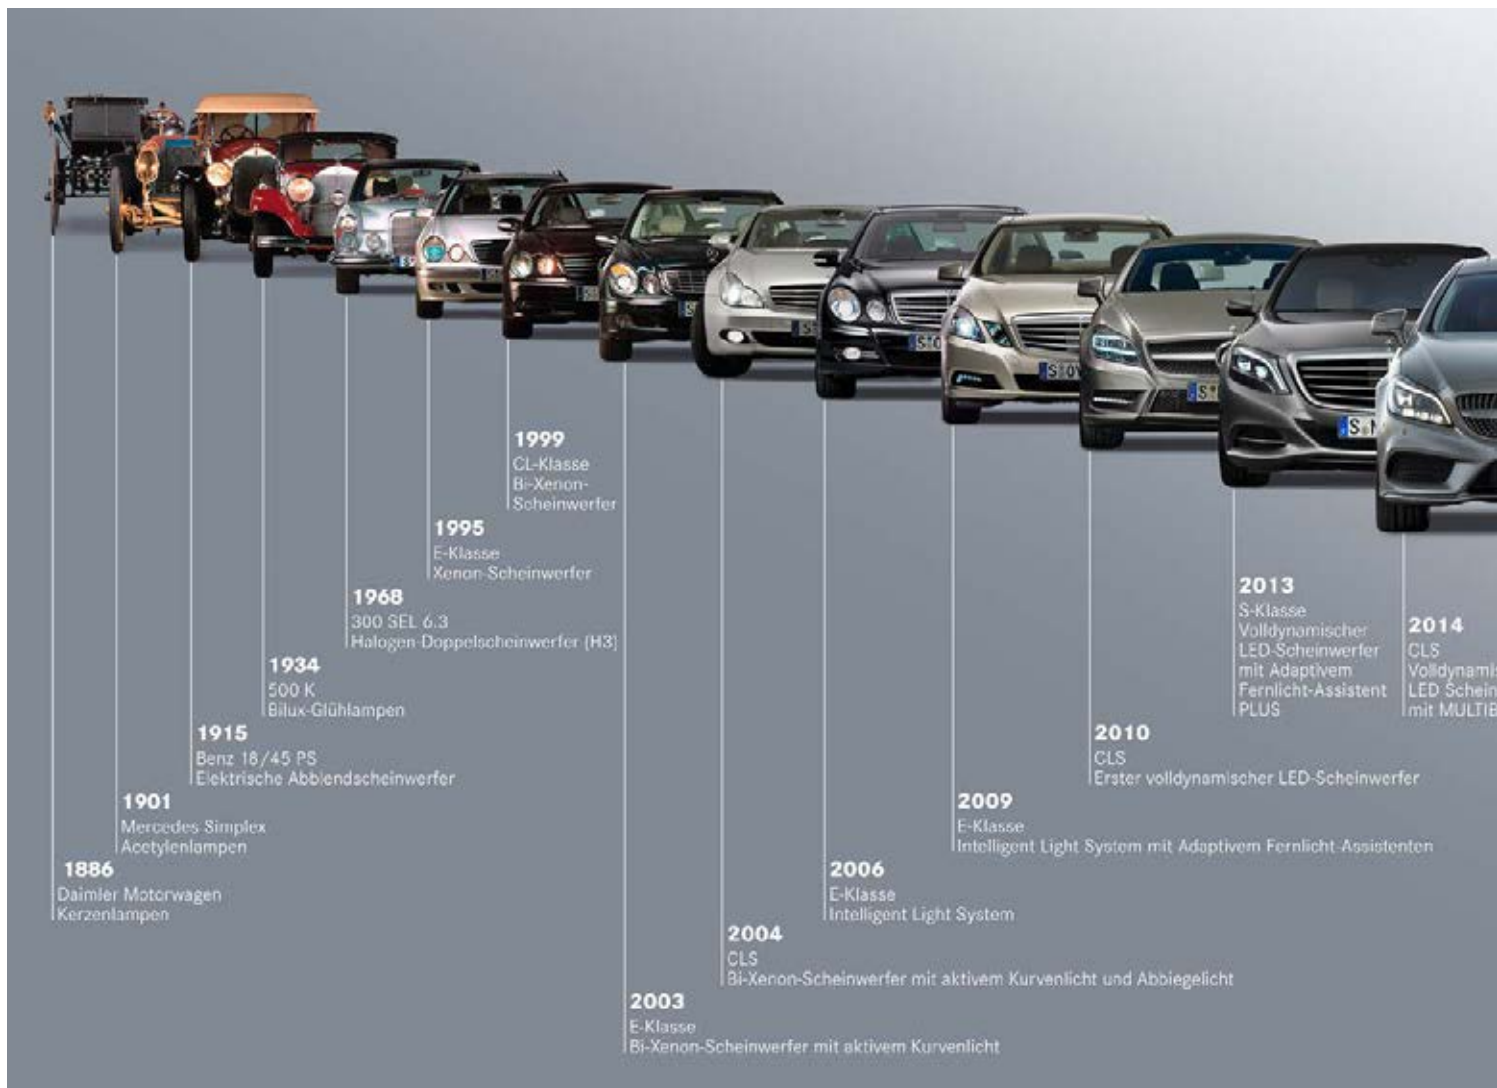 1886
Daimler Motorwagen
Kerzenlampen
1901
Mercedes Simplex
Acetylenlampen
1915
Benz 18/45 PS
Elektrische Abblendscheinwerfer
1934
500 K
Bilux-Glühlampen
1968
300 SEL 6.3
Halogen-Doppelscheinwerfer (H3)
1995
E-Klasse
Xenon-Scheinwerfer
1999
CL-Klasse
Bi-Xenon-
Scheinwerfer
2003
E-Klasse
Bi-Xenon-Scheinwerfer mit aktivem Kurvenlicht
2004
CLS
Bi-Xenon-Scheinwerfer mit aktivem Kurvenlicht und Abbiegelicht
2006
E-Klasse
Intelligent Light System
2009
E-Klasse
Intelligent Light System mit Adaptivem Fernlicht-Assistenten
2010
CLS
Erster volldynamischer LED-Scheinwerfer
2013
S-Klasse
Volldynamischer
LED-Scheinwerfer
mit Adaptivem
Fernlicht-Assistent
PLUS
2014
CLS
LED
mit